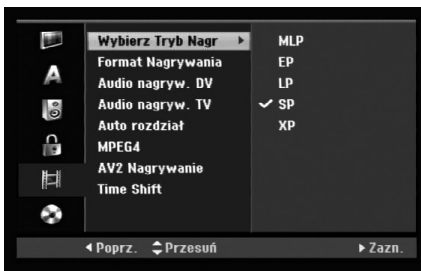 Wybierz Tryb Nagr
Format Nagrywania
Audio nagryw. DV
Audio nagryw. TV
Auto rozdział
MPEG4
AV2 Nagrywanie
Time Shift
MLP
EP
LP
SP
XP
A
Poprz. Przesuń Zazn.